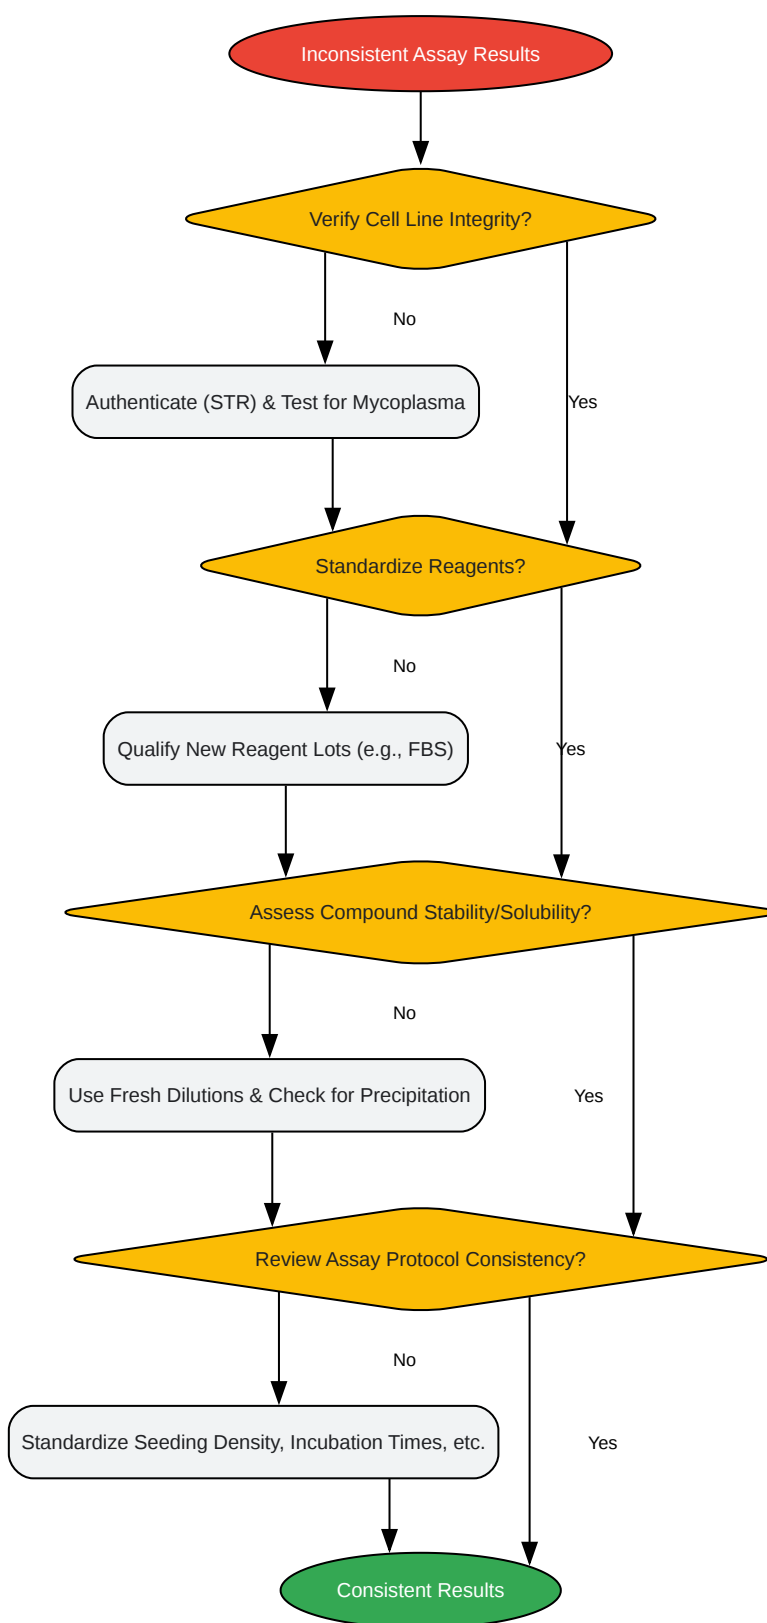 Inconsistent Assay Results
Verify Cell Line Integrity?
No
Authenticate (STR) & Test for Mycoplasma
Yes
Standardize Reagents?
No
Qualify New Reagent Lots (e.g., FBS)
Yes
Assess Compound Stability/Solubility?
No
Use Fresh Dilutions & Check for Precipitation
Yes
Review Assay Protocol Consistency?
No
Standardize Seeding Density, Incubation Times, etc.
Yes
Consistent Results